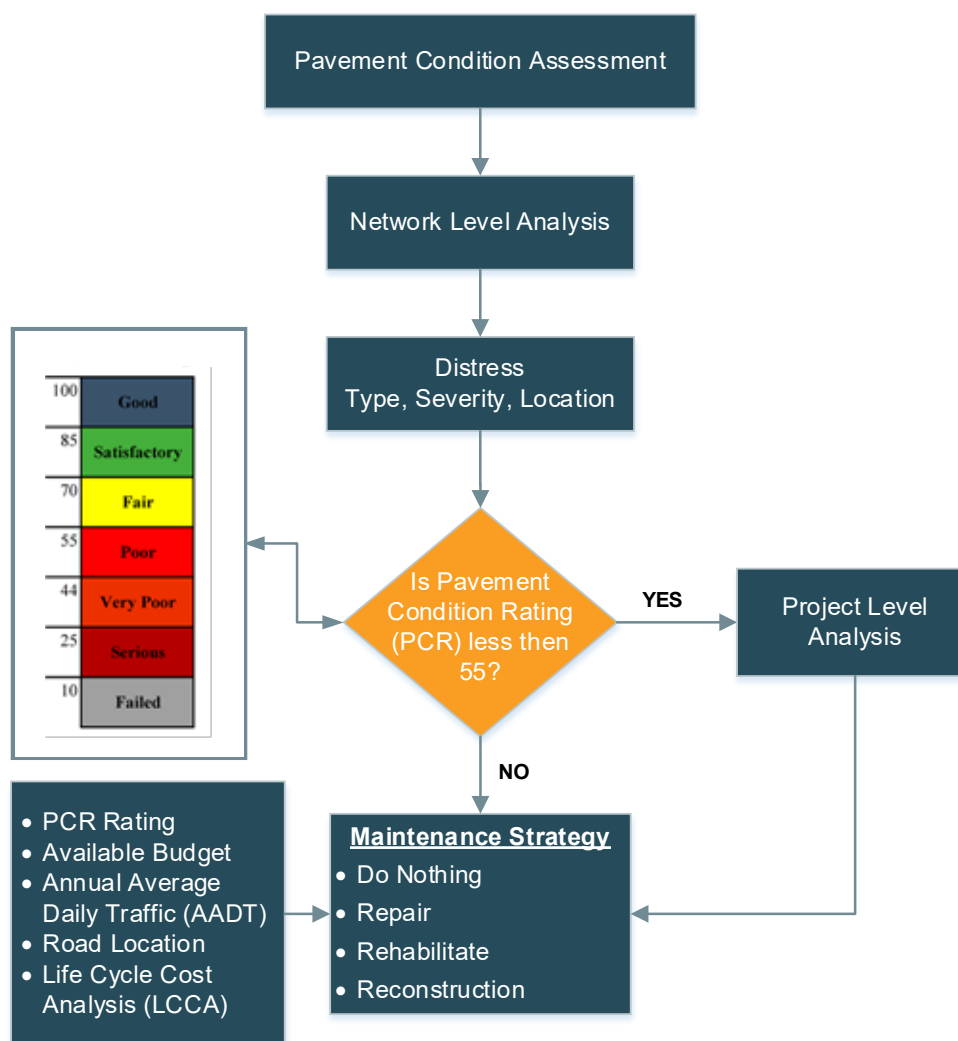 Pavement Condition Assessment
Network Level Analysis
Distress
Type, Severity, Location
100
Good
85
Satisfactory
70
Fair
55
Poor
44
Very Poor
25
Serious
10
Failed
Is Pavement
Condition Rating
(PCR) less then
55?
YES
Project Level
Analysis
NO
• PCR Rating
• Available Budget
• Annual Average
Daily Traffic (AADT)
• Road Location
• Life Cycle Cost
Analysis (LCCA)
Maintenance Strategy
• Do Nothing
• Repair
• Rehabilitate
• Reconstruction